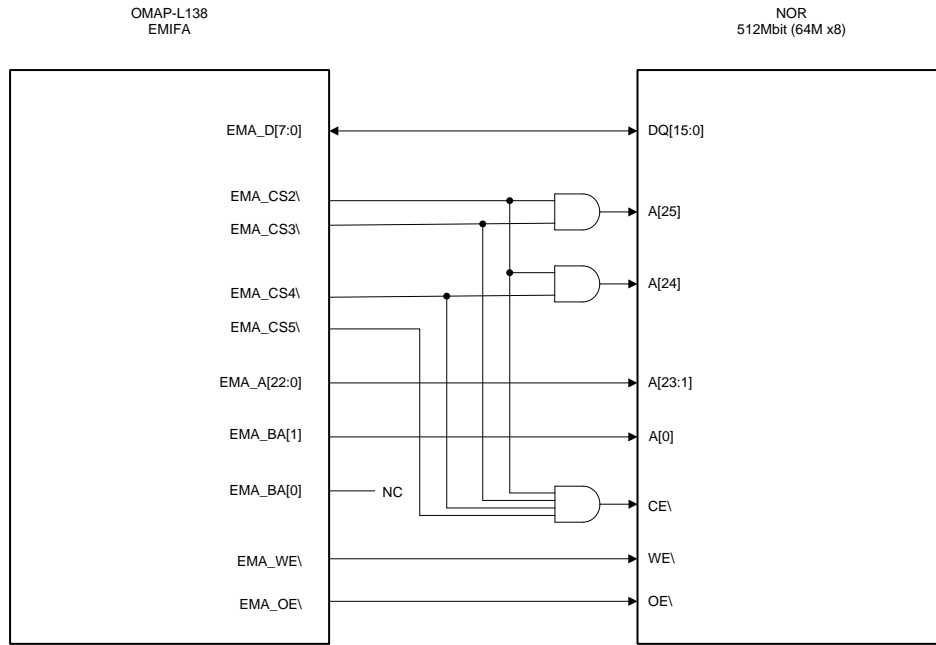 OMAP-L138
EMIFA
NOR
512Mbit (64M x8)
EMA_D[7:0]
DQ[15:0]
EMA_CS2\
A[25]
EMA_CS3\
EMA_CS4\
A[24]
EMA_CS5\
EMA_A[22:0]
A[23:1]
EMA_BA[1]
A[0]
EMA_BA[0]
NC
CE\
EMA_WE\
WE\
EMA_OE\
OE\